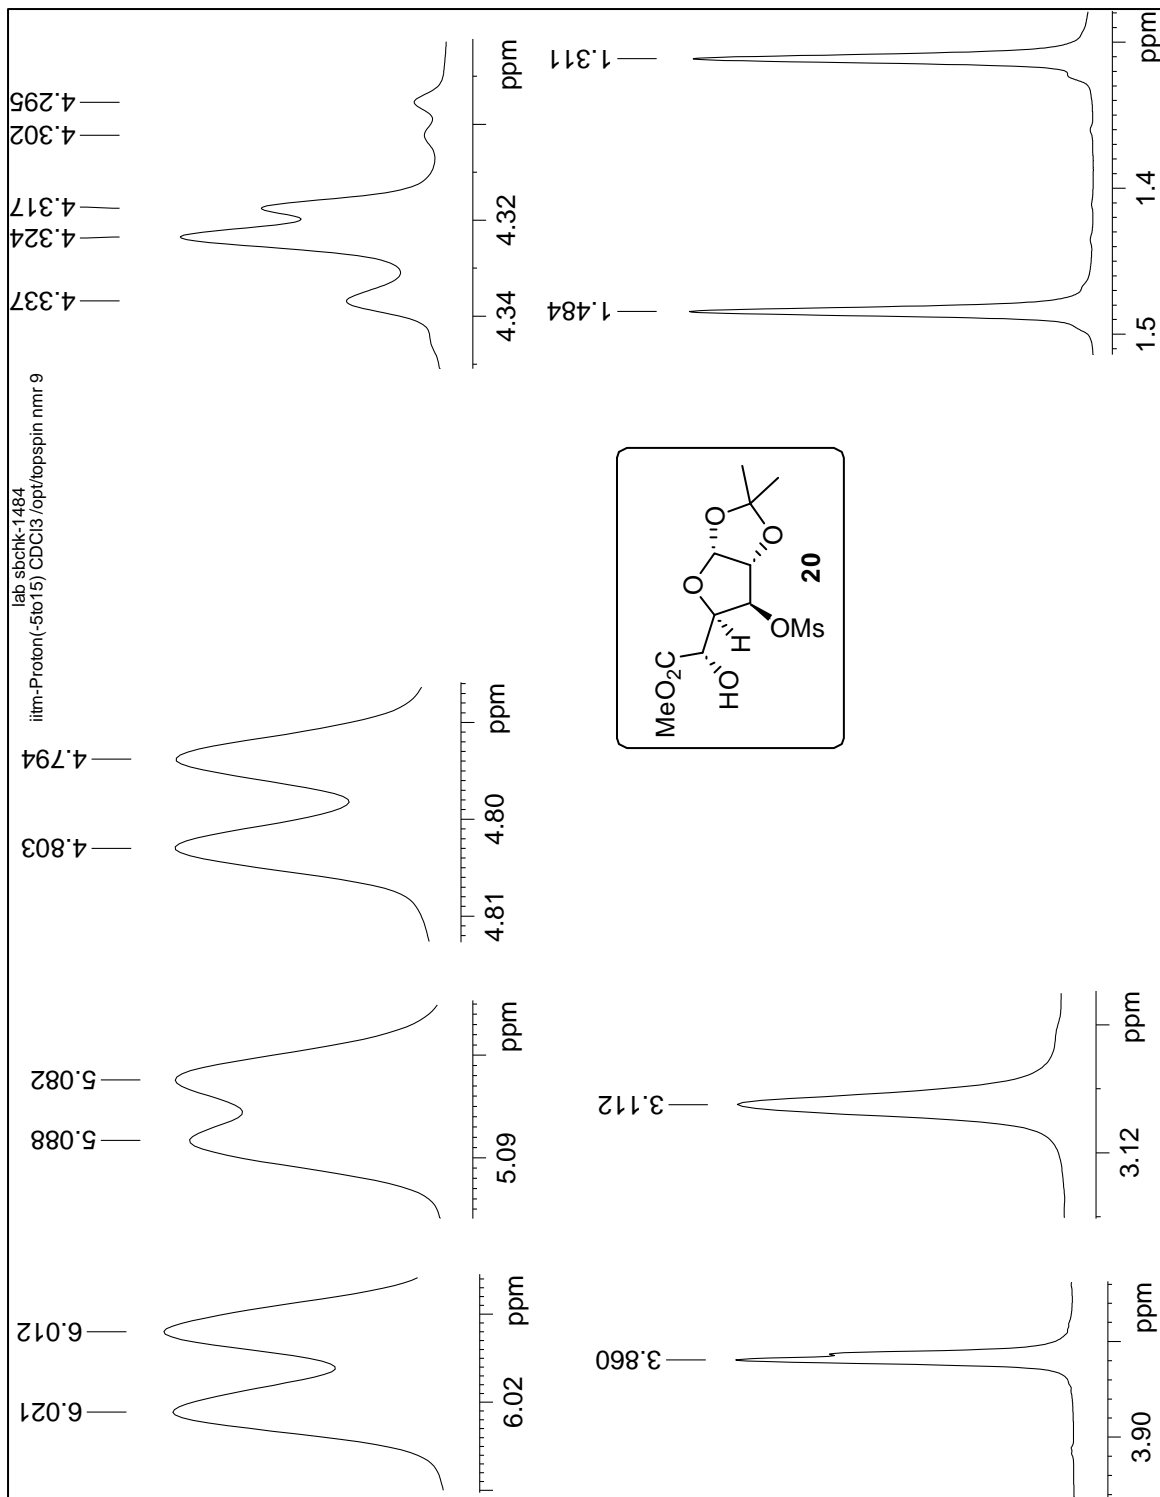 lab sbchk-1484
iitm-Proton(-5to15) CDCl3 /opt/topspin nmr 9
6.021
6.012
6.02
ppm
5.088
5.082
5.09
ppm
4.803
4.794
4.81
4.80
ppm
4.337
4.324
4.317
4.302
4.295
4.34
4.32
ppm
3.860
3.90
ppm
3.112
3.12
ppm
MeO2C
HO
H
O
O
O
OMs
20
1.484
1.311
1.5
1.4
ppm